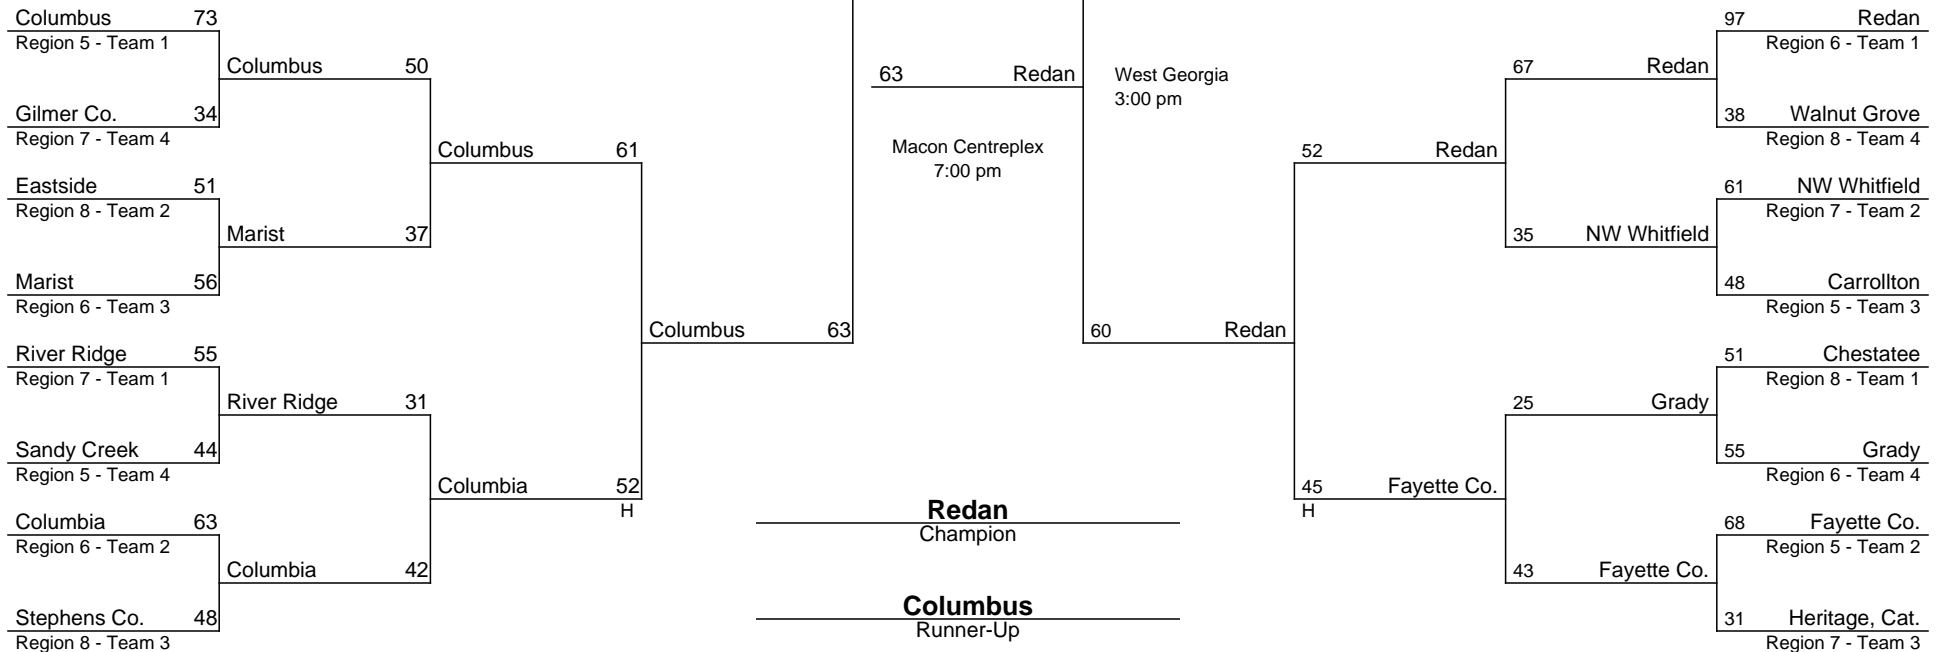 Columbus 73
Region 5 - Team 1
Columbus 50
Gilmer Co. 34
Region 7 - Team 4
Columbus 61
Eastside 51
Region 8 - Team 2
Marist 37
Marist 56
Region 6 - Team 3
Columbus 63
River Ridge 55
Region 7 - Team 1
River Ridge 31
Sandy Creek 44
Region 5 - Team 4
Columbia 52
H
Columbia 63
Region 6 - Team 2
Columbia 42
Stephens Co. 48
Region 8 - Team 3
63 Redan
Macon Centreplex
7:00 pm
West Georgia
3:00 pm
Redan
Champion
Columbus
Runner-Up
97 Redan
Region 6 - Team 1
67 Redan
38 Walnut Grove
Region 8 - Team 4
52 Redan
61 NW Whitfield
Region 7 - Team 2
35 NW Whitfield
48 Carrollton
Region 5 - Team 3
60 Redan
51 Chestatee
Region 8 - Team 1
25 Grady
55 Grady
Region 6 - Team 4
45 Fayette Co.
H
68 Fayette Co.
Region 5 - Team 2
43 Fayette Co.
31 Heritage, Cat.
Region 7 - Team 3